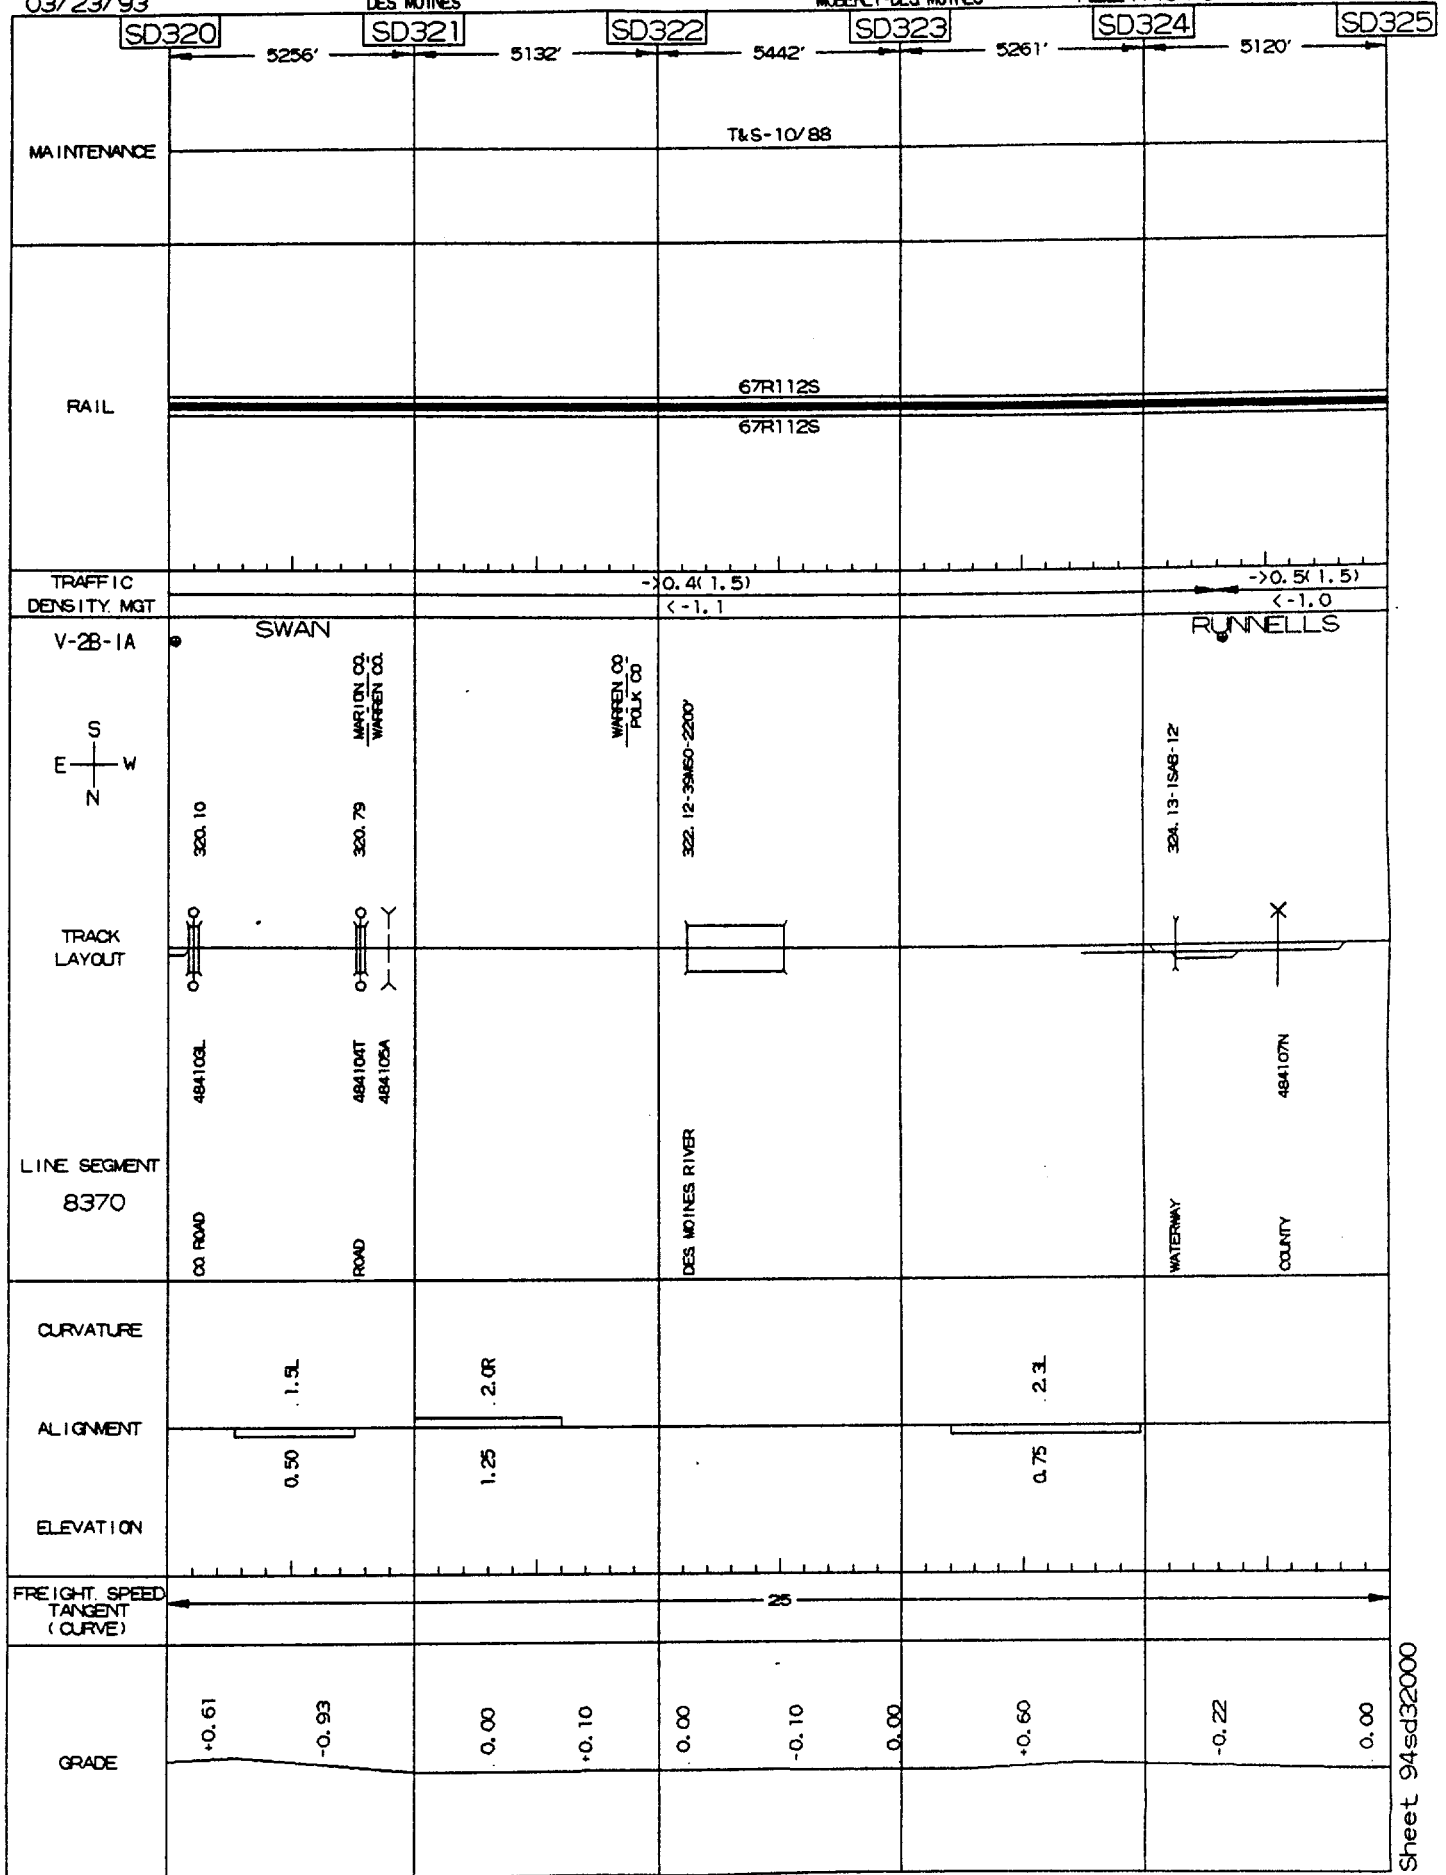 03/23/93
DES MOINES
MOBERLY-DES MOINES
SD320 SD321 SD322 SD323 SD324 SD325
5256' 5132' 5442' 5261' 5120'
MAINTENANCE
T&S-10/88
RAIL
67R112S
67R112S
TRAFFIC
DENSITY. MGT
->0.4(1.5)
<-1.1
->0.5(1.5)
<-1.0
V-2B-1A
SWAN
RUNNELLS
MARION CO.
WARREN CO.
WARREN CO
POLK CO
S
E W
N
320.10
320.79
322.12-39MSO-2200'
324.13-1SAB-12'
TRACK
LAYOUT
484103L
484104T
484105A
484107N
LINE SEGMENT
8370
CO. ROAD
ROAD
DES MOINES RIVER
WATERWAY
COUNTY
CURVATURE
1.5L
2.0R
2.3L
ALIGNMENT
0.50
1.25
0.75
ELEVATION
FREIGHT. SPEED
TANGENT
(CURVE)
25
GRADE
+0.61
-0.93
0.00
+0.10
0.00
-0.10
0.00
+0.60
-0.22
0.00
Sheet 94sd32000